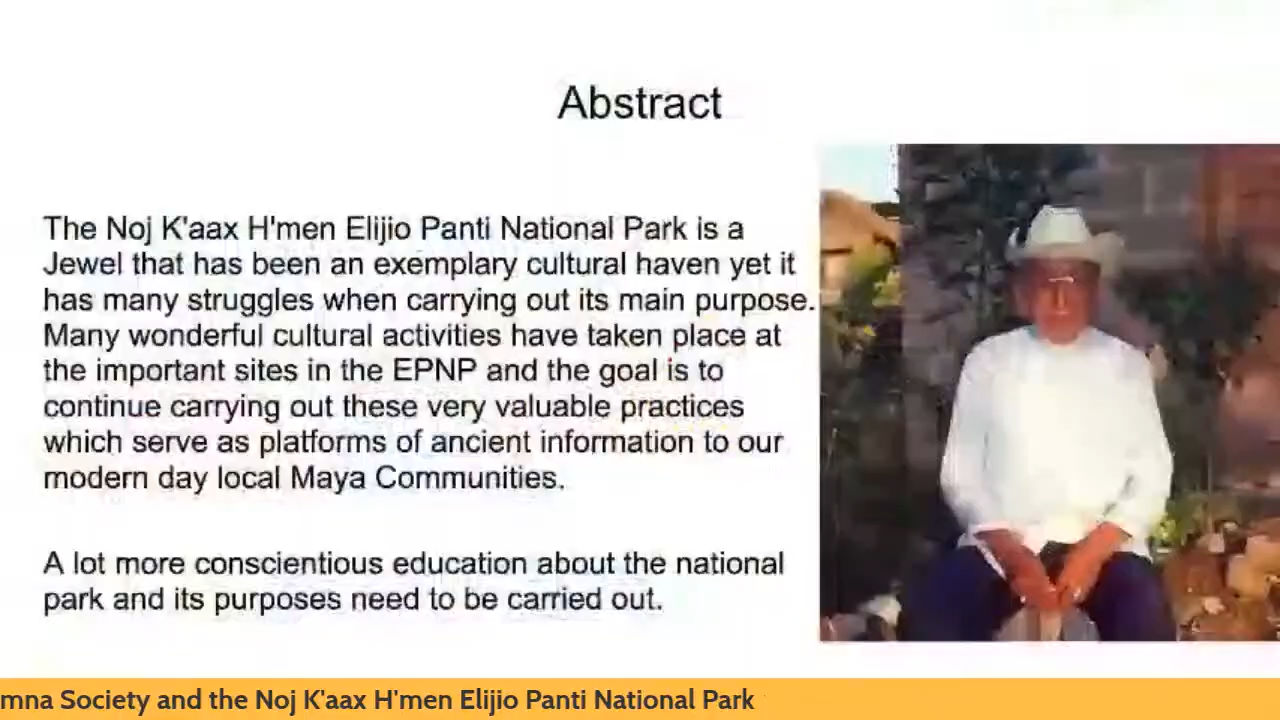 Abstract
The Noj K'aax H'men Elijio Panti National Park is a
Jewel that has been an exemplary cultural haven yet it
has many struggles when carrying out its main purpose.
Many wonderful cultural activities have taken place at
the important sites in the EPNP and the goal is to
continue carrying out these very valuable practices
which serve as platforms of ancient information to our
modern day local Maya Communities.
A lot more conscientious education about the national
park and its purposes need to be carried out.
mna Society and the Noj K'aax H'men Elijio Panti National Park